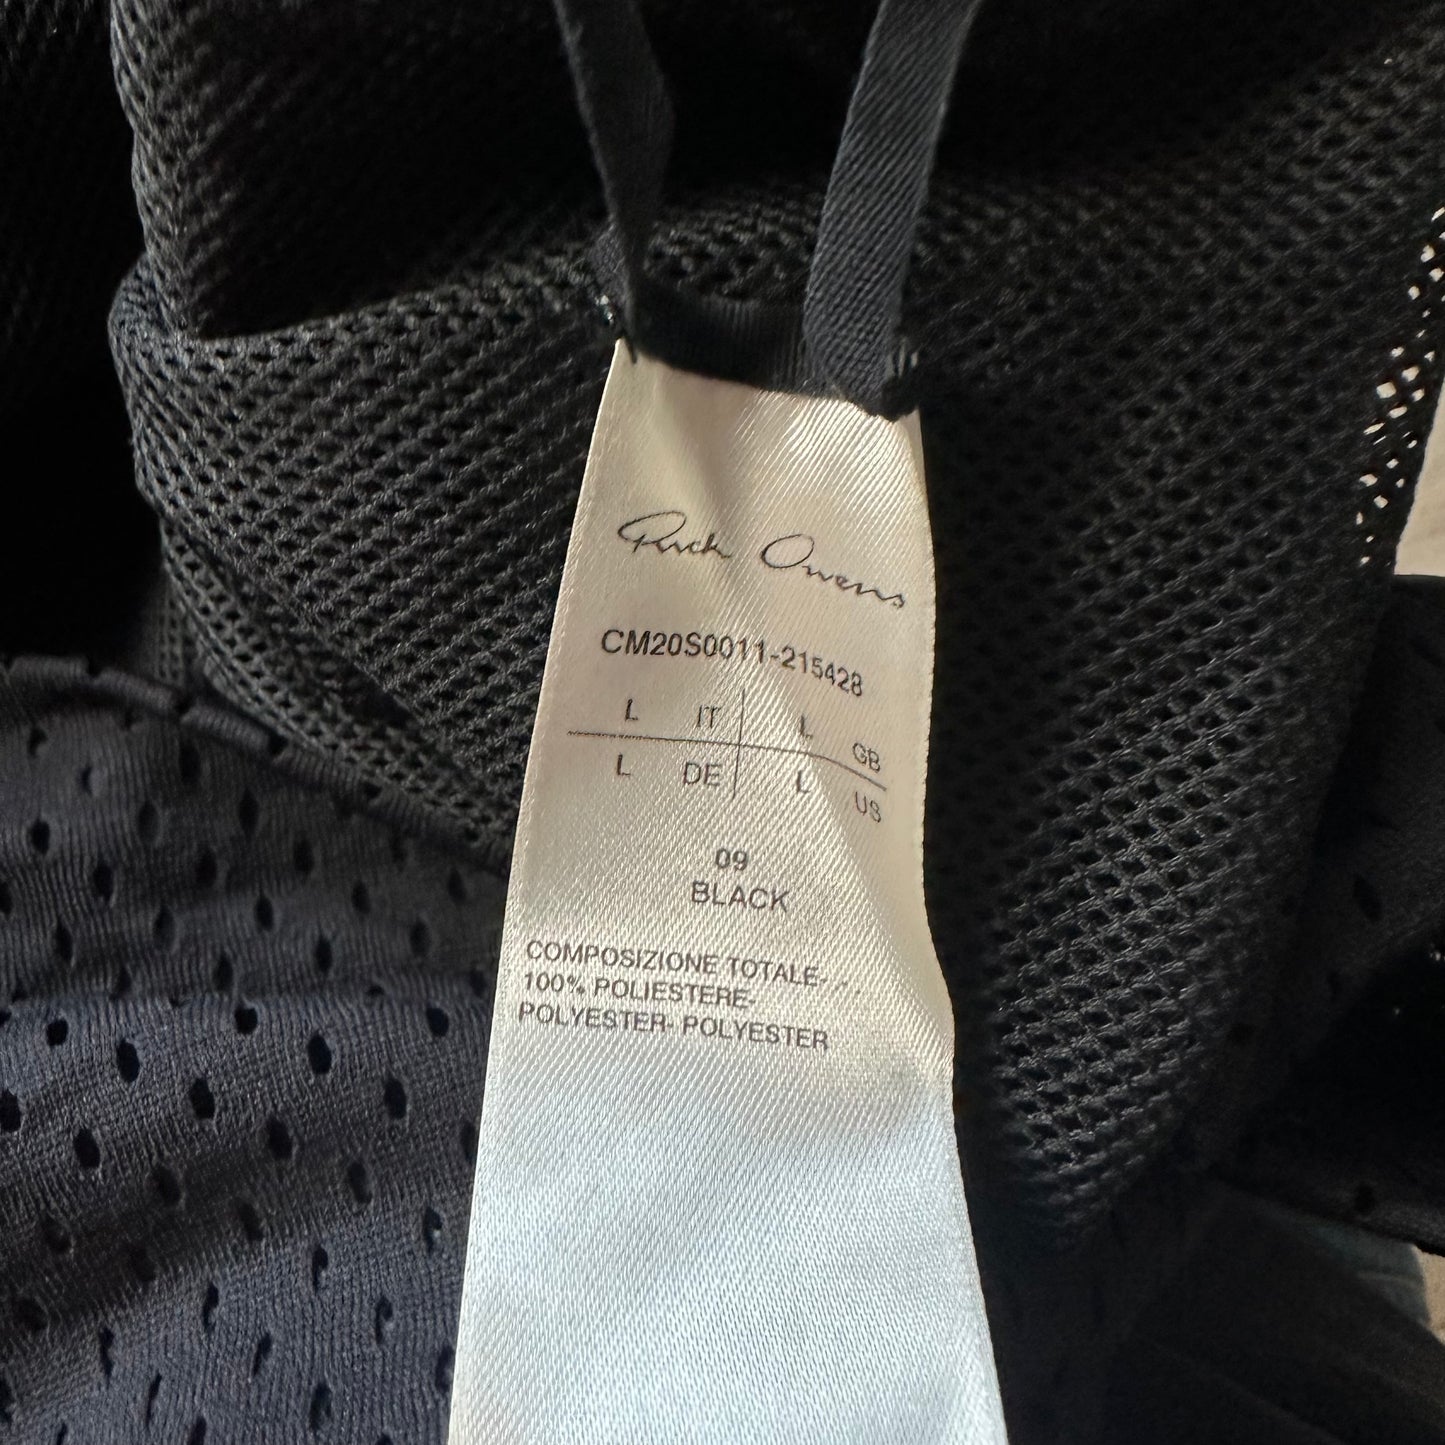 Rick Owens
CM20S0011-215428
L IT L GB
L DE L US
09
BLACK
COMPOSIZIONE TOTALE-
100% POLIESTERE-
POLYESTER- POLYESTER